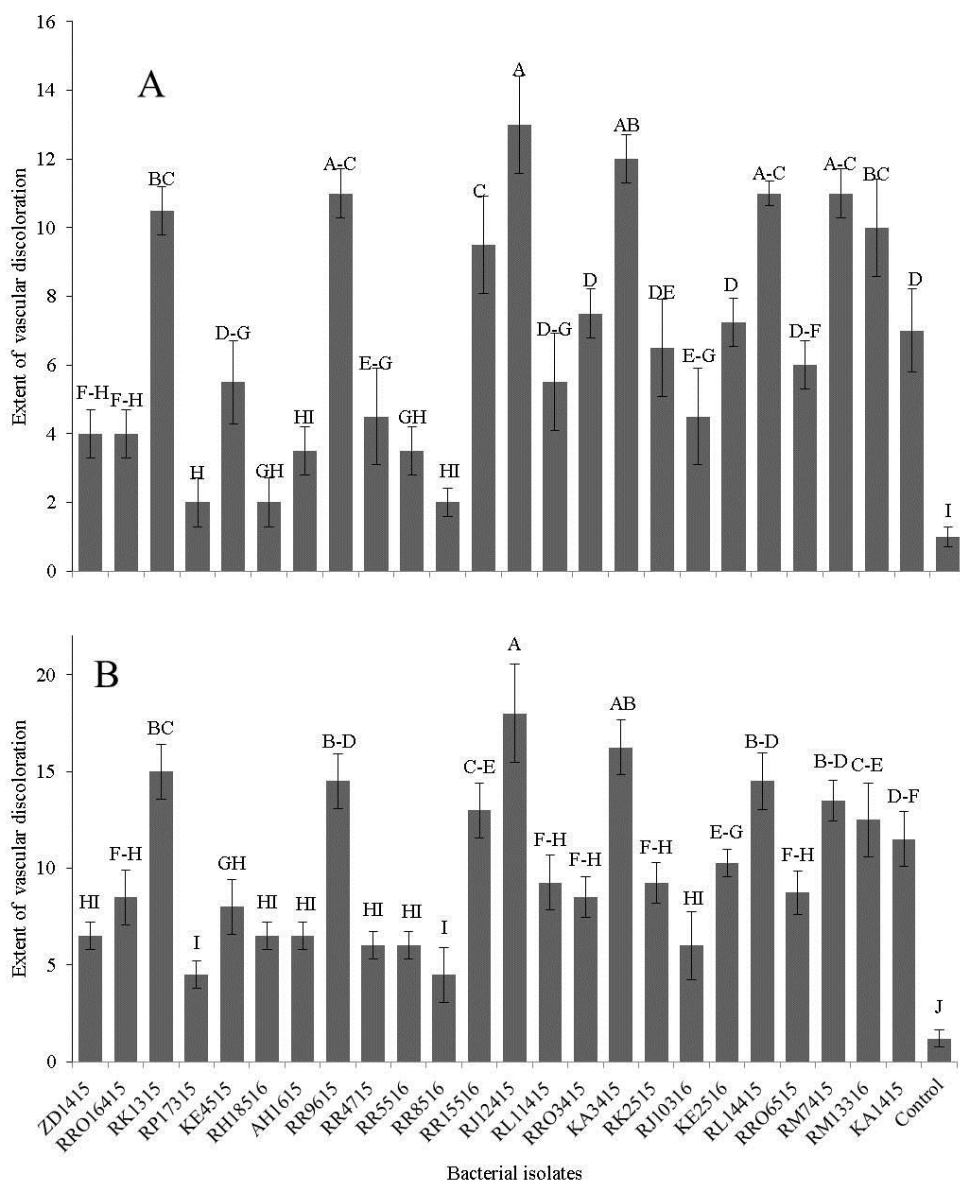 16
14
12
10
8
6
4
2
0
Extent of vascular discoloration
A
F-H
F-H
BC
H
D-G
GH
HI
A-C
E-G
GH
HI
C
A
D-G
D
AB
DE
E-G
D
A-C
D-F
A-C
BC
D
I
20
15
10
5
0
Extent of vascular discoloration
B
HI
F-H
BC
I
GH
HI
HI
B-D
HI
HI
I
C-E
A
F-H
F-H
AB
F-H
HI
E-G
B-D
F-H
B-D
C-E
D-F
J
ZD1415
RRO16415
RK1315
RP17315
KE4515
RHR8516
AH1615
RR9615
RR4715
RR5516
RR8516
RR15516
RJ12415
RL11415
RRO3415
KA3415
RK2515
RJ10316
KE2516
RL14415
RRO6515
RM7415
RM13316
KA1415
Control
Bacterial isolates